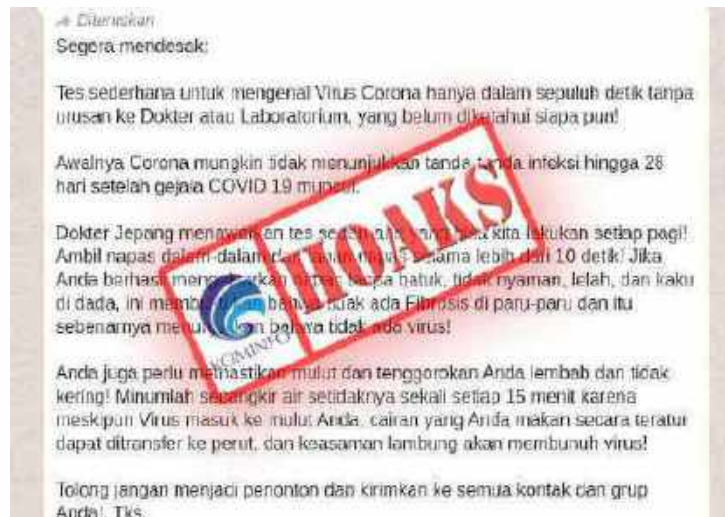 Diteruskan
Segera mendesak:
Tes sederhana untuk mengenal Virus Corona hanya dalam sepuluh detik tanpa
urusan ke Dokter atau Laboratorium, yang belum diketahui siapa pun!
Awalnya Corona mungkin tidak menunjukkan tanda tanda infeksi hingga 28
hari setelah gejala COVID 19 muncul.
Dokter Jepang menawarkan tes yang kita lakukan setiap pagi!
Ambil napas dalam-dalam dan selama lebih dari 10 detik! Jika
Anda berhasil napas tanpa batuk, tidak nyaman, lelah, dan kaku
di dada, ini bahwa tidak ada Fibrosis di paru-paru dan itu
sebenarnya bahwa tidak ada virus!
Anda juga perlu memastikan mulut dan tenggorokan Anda lembab dan tidak
kering! Minumlah secangkir air setidaknya sekali setiap 15 menit karena
meskipun Virus masuk ke mulut Anda, cairan yang Anda makan secara teratur
dapat ditransfer ke perut, dan keasaman lambung akan membunuh virus!
Tolong jangan menjadi penonton dan kirimkan ke semua kontak dan grup
Anda!, Tks.
HOAKS
KOMINFO